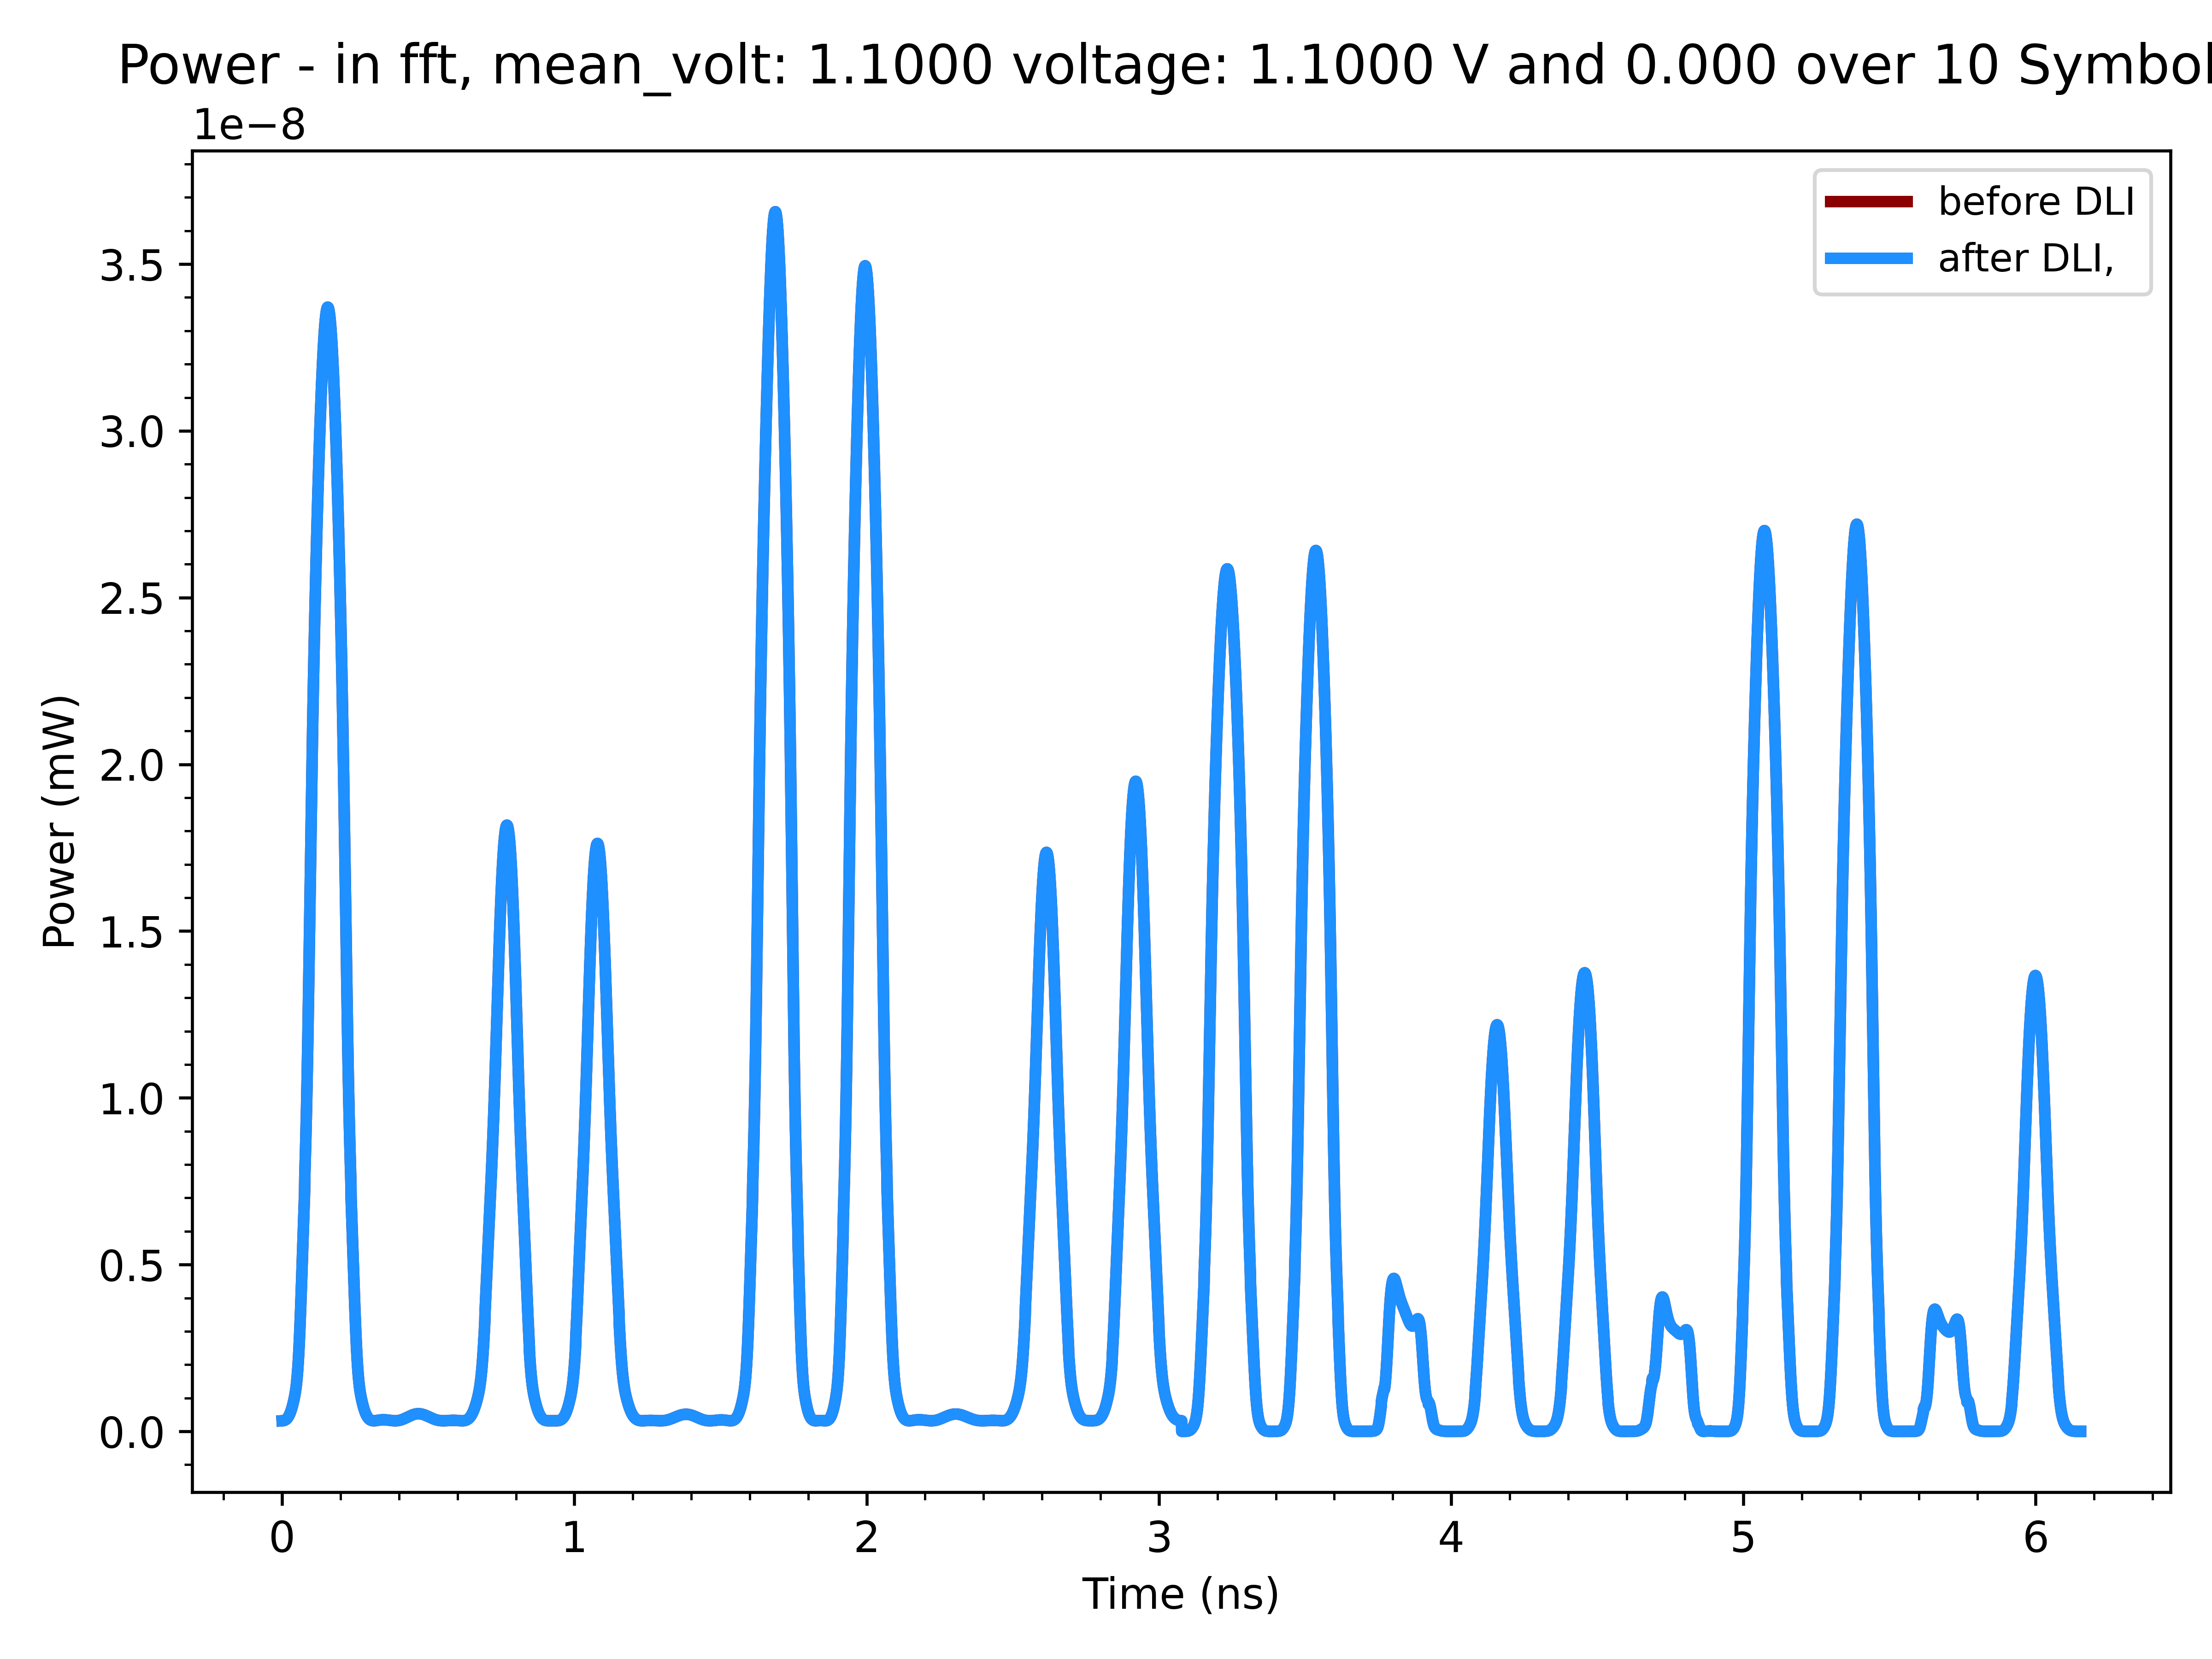 Power - in fft, mean_volt: 1.1000 voltage: 1.1000 V and 0.000 over 10 Symbol
1e−8
before DLI
after DLI,
3.5
3.0
2.5
2.0
1.5
1.0
0.5
0.0
Power (mW)
0 1 2 3 4 5 6
Time (ns)